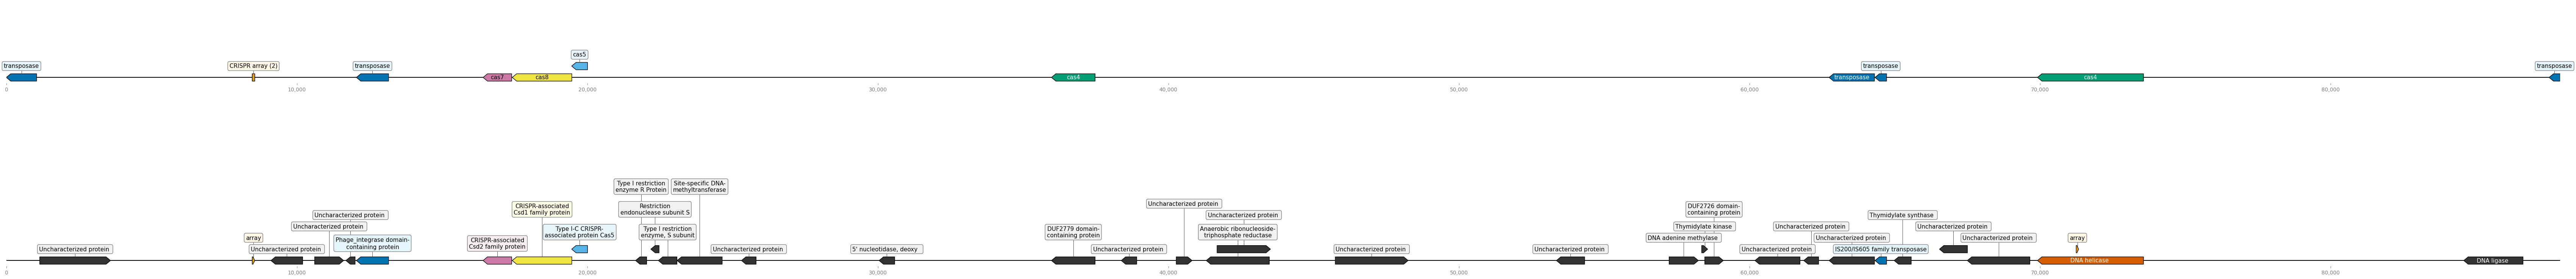 cas5
transposase
CRISPR array (2)
transposase
transposase
transposase
cas7
cas8
cas4
transposase
cas4
0
10,000
20,000
30,000
40,000
50,000
60,000
70,000
80,000
Type I restriction
enzyme R Protein
Site-specific DNA-
methyltransferase
Uncharacterized protein
CRISPR-associated
Csd1 family protein
Restriction
endonuclease subunit S
DUF2726 domain-
containing protein
Uncharacterized protein
Uncharacterized protein
Thymidylate synthase
Uncharacterized protein
Type I-C CRISPR-
associated protein Cas5
Type I restriction
enzyme, S subunit
DUF2779 domain-
containing protein
Anaerobic ribonucleoside-
triphosphate reductase
Thymidylate kinase
Uncharacterized protein
Uncharacterized protein
array
Phage_integrase domain-
containing protein
CRISPR-associated
Csd2 family protein
DNA adenine methylase
Uncharacterized protein
Uncharacterized protein
array
Uncharacterized protein
Uncharacterized protein
Uncharacterized protein
5' nucleotidase, deoxy
Uncharacterized protein
Uncharacterized protein
Uncharacterized protein
Uncharacterized protein
IS200/IS605 family transposase
array
DNA helicase
DNA ligase
0
10,000
20,000
30,000
40,000
50,000
60,000
70,000
80,000